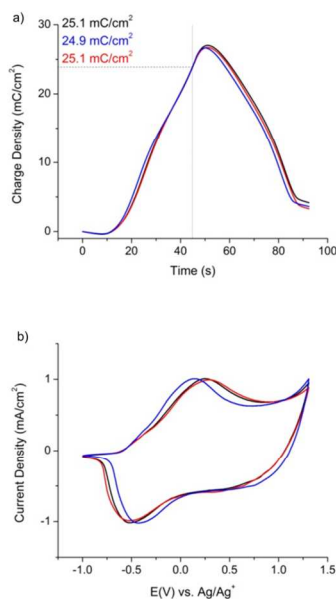 a)
25.1 mC/cm²
24.9 mC/cm²
25.1 mC/cm²
Charge Density (mC/cm²)
30
20
10
0
0 20 40 60 80 100
Time (s)
b)
Current Density (mA/cm²)
1
0
-1
-1.0 -0.5 0.0 0.5 1.0 1.5
E(V) vs. Ag/Ag⁺